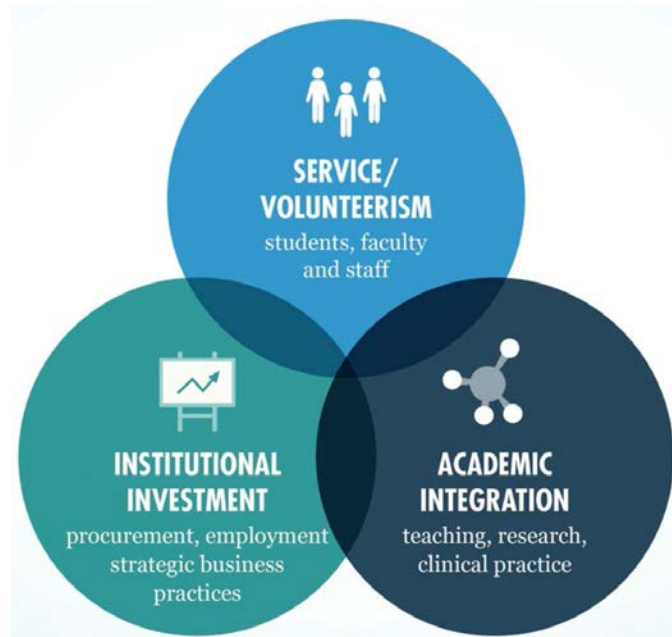 SERVICE/
VOLUNTEERISM
students, faculty
and staff
INSTITUTIONAL
INVESTMENT
procurement, employment
strategic business
practices
ACADEMIC
INTEGRATION
teaching, research,
clinical practice